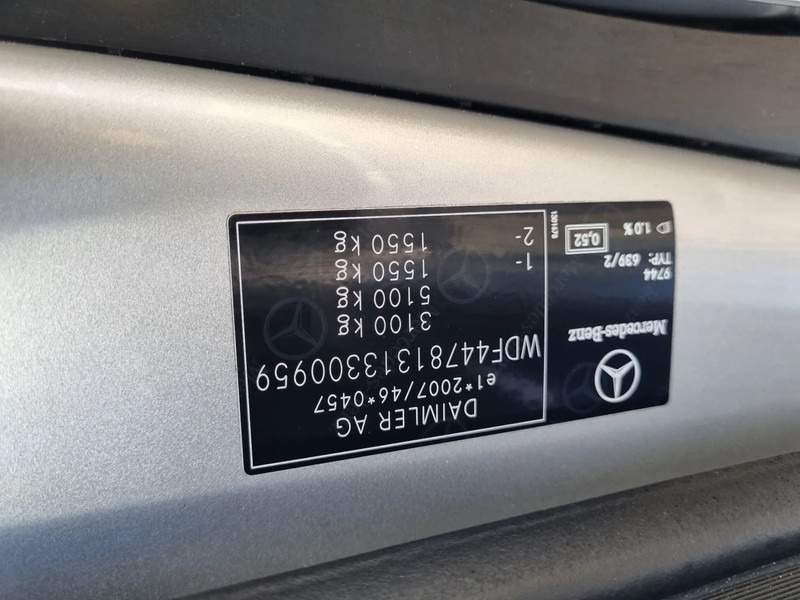 Mercedes-Benz
9744
TYP: 639/2
0,52
1.0 %
1301678
DAIMLER AG
e1*2007/46*0457
WDF44781313300959
3100 kg
5100 kg
1- 1550 kg
2- 1550 kg